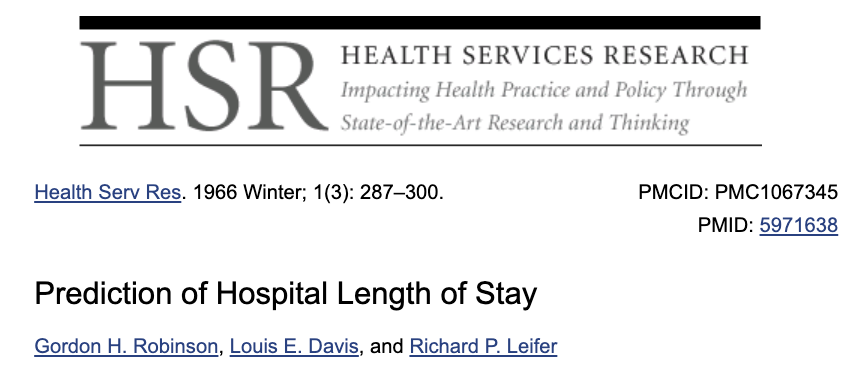 HSR HEALTH SERVICES RESEARCH
Impacting Health Practice and Policy Through
State-of-the-Art Research and Thinking
Health Serv Res. 1966 Winter; 1(3): 287–300. PMCID: PMC1067345
PMID: 5971638
Prediction of Hospital Length of Stay
Gordon H. Robinson, Louis E. Davis, and Richard P. Leifer